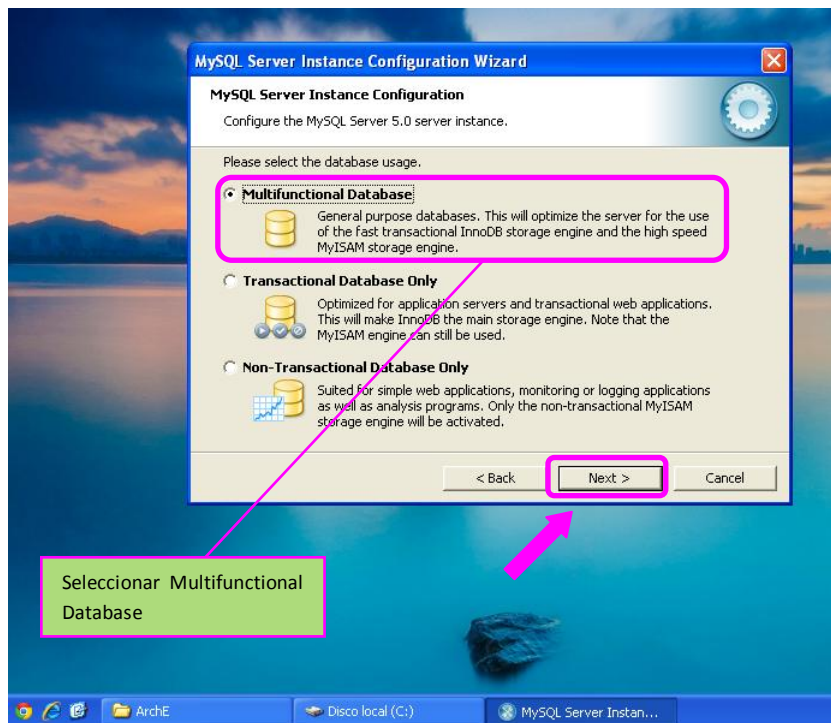 MySQL Server Instance Configuration Wizard
MySQL Server Instance Configuration
Configure the MySQL Server 5.0 server instance.
Please select the database usage.
Multifunctional Database
General purpose databases. This will optimize the server for the use
of the fast transactional InnoDB storage engine and the high speed
MyISAM storage engine.
Transactional Database Only
Optimized for application servers and transactional web applications.
This will make InnoDB the main storage engine. Note that the
MyISAM engine can still be used.
Non-Transactional Database Only
Suited for simple web applications, monitoring or logging applications
as well as analysis programs. Only the non-transactional MyISAM
storage engine will be activated.
< Back
Next >
Cancel
Seleccionar Multifunctional
Database
ArchE
Disco local (C:)
MySQL Server Instan...